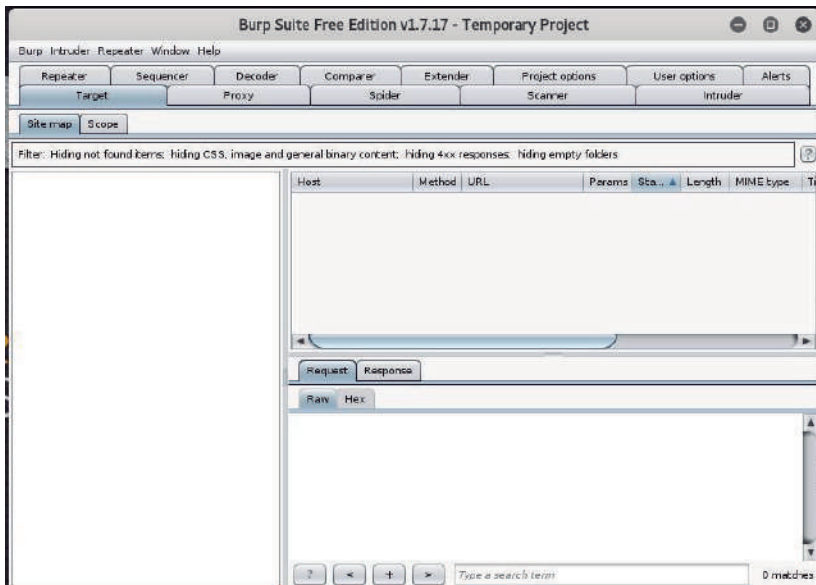 Burp Suite Free Edition v1.7.17 - Temporary Project
Burp Intruder Repeater Window Help
Repeater Sequencer Decoder Comparer Extender Project options User options Alerts
Target Proxy Spider Scanner Intruder
Site map Scope
Filter: Hiding not found items; hiding CSS, image and general binary content; hiding 4xx responses; hiding empty folders ?
Host Method URL Params Sta... Length MIME type Ti
Request Response
Raw Hex
? < + > Type a search term 0 matches